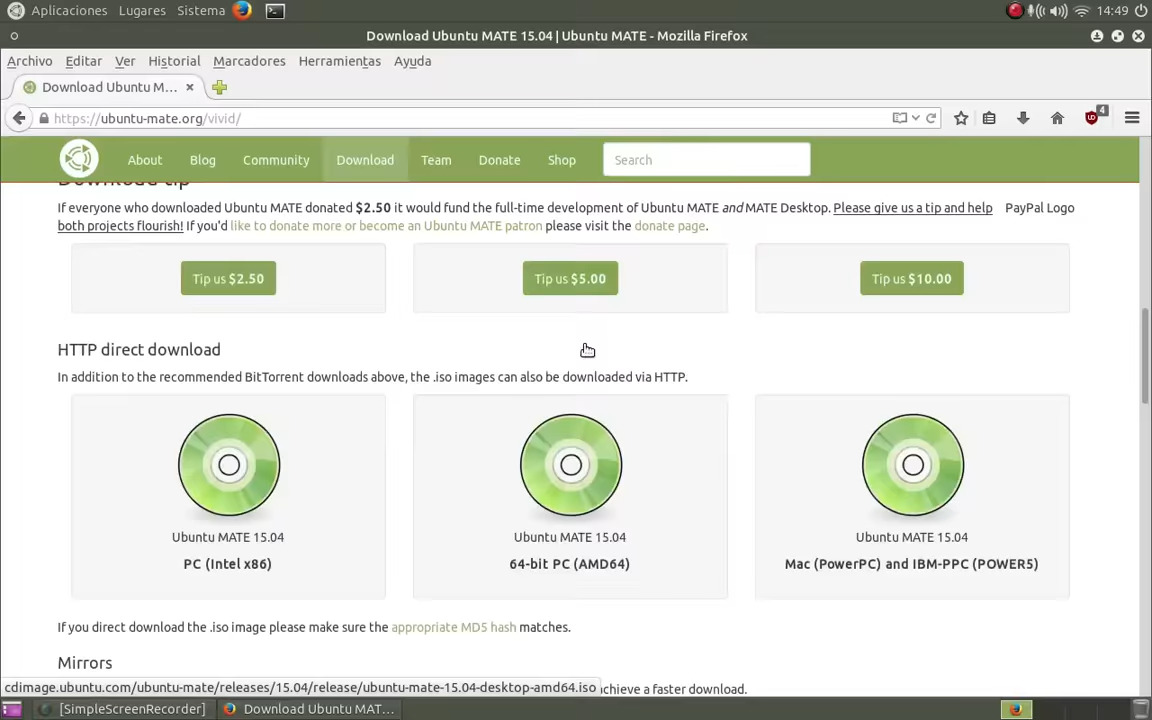 Aplicaciones Lugares Sistema 14:49
Download Ubuntu MATE 15.04 | Ubuntu MATE - Mozilla Firefox
Archivo Editar Ver Historial Marcadores Herramientas Ayuda
Download Ubuntu M...
https://ubuntu-mate.org/vivid/
4
About Blog Community Download Team Donate Shop Search
Download tip
If everyone who downloaded Ubuntu MATE donated $2.50 it would fund the full-time development of Ubuntu MATE and MATE Desktop. Please give us a tip and help PayPal Logo
both projects flourish! If you'd like to donate more or become an Ubuntu MATE patron please visit the donate page.
Tip us $2.50 Tip us $5.00 Tip us $10.00
HTTP direct download
In addition to the recommended BitTorrent downloads above, the .iso images can also be downloaded via HTTP.
Ubuntu MATE 15.04 Ubuntu MATE 15.04 Ubuntu MATE 15.04
PC (Intel x86) 64-bit PC (AMD64) Mac (PowerPC) and IBM-PPC (POWER5)
If you direct download the .iso image please make sure the appropriate MD5 hash matches.
Mirrors
cdimage.ubuntu.com/ubuntu-mate/releases/15.04/release/ubuntu-mate-15.04-desktop-amd64.iso achieve a faster download.
[SimpleScreenRecorder] Download Ubuntu MAT...